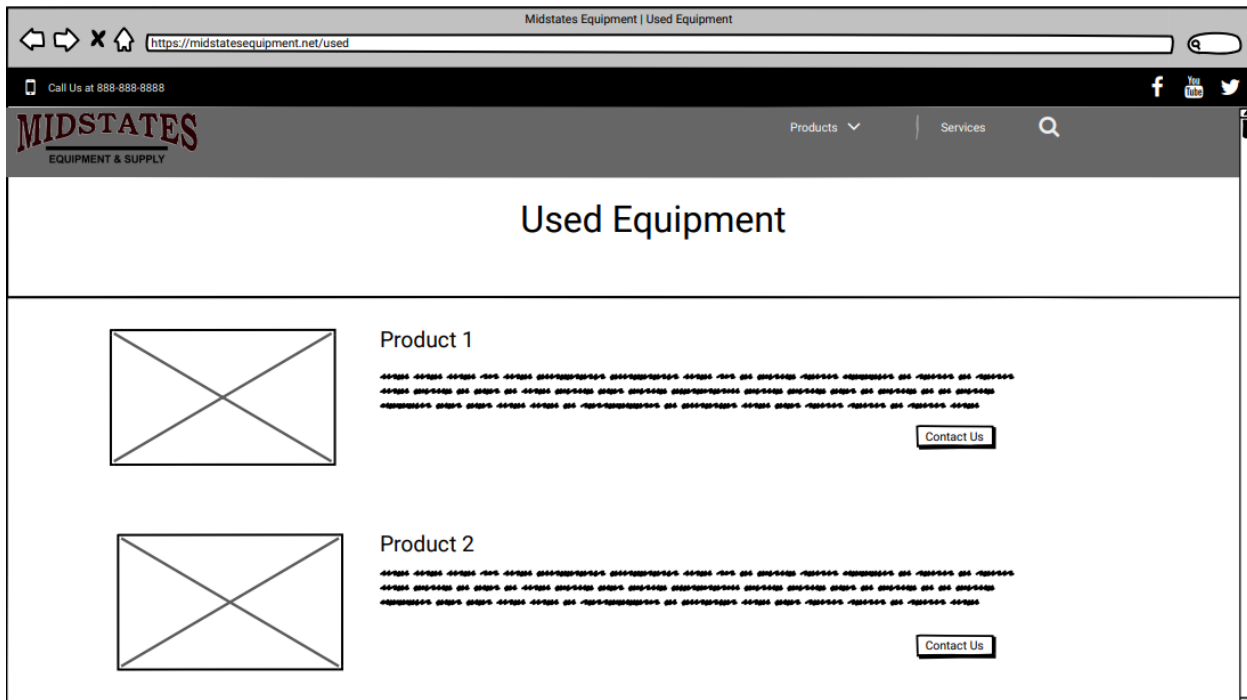 Midstates Equipment | Used Equipment
https://midstatesequipment.net/used
Call Us at 888-888-8888
f
You
Tube
MIDSTATES
EQUIPMENT & SUPPLY
Products
Services
Used Equipment
Product 1
Contact Us
Product 2
Contact Us